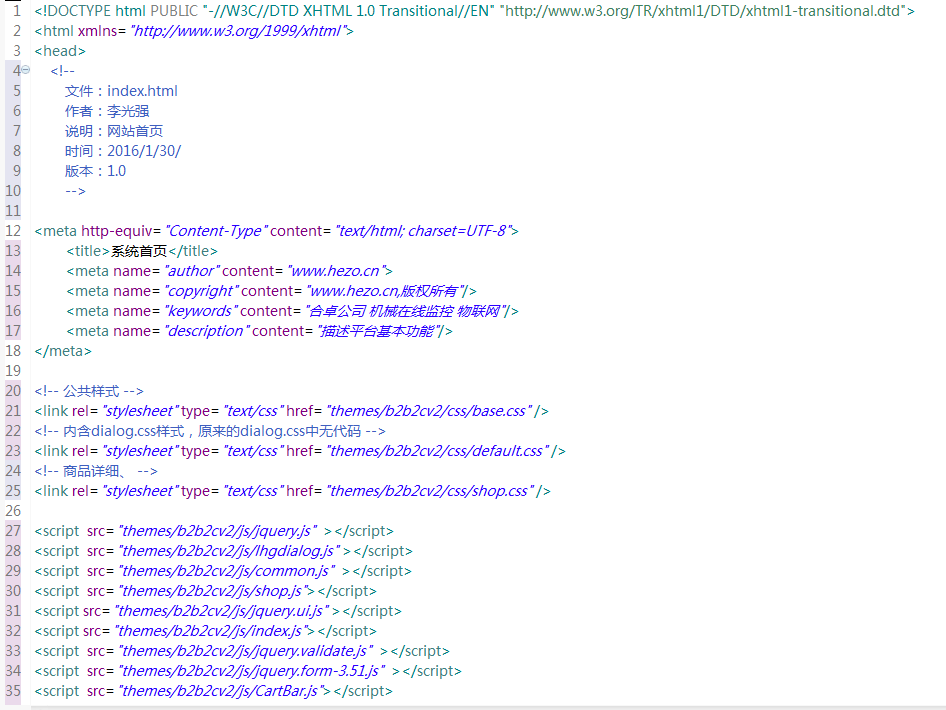 1 <!DOCTYPE html PUBLIC "-//W3C//DTD XHTML 1.0 Transitional//EN" "http://www.w3.org/TR/xhtml1/DTD/xhtml1-transitional.dtd">
2 <html xmlns="http://www.w3.org/1999/xhtml">
3 <head>
4 <!--
5 文件：index.html
6 作者：李光强
7 说明：网站首页
8 时间：2016/1/30/
9 版本：1.0
10 -->
11
12 <meta http-equiv="Content-Type" content="text/html; charset=UTF-8">
13 <title>系统首页</title>
14 <meta name="author" content="www.hezo.cn">
15 <meta name="copyright" content="www.hezo.cn,版权所有"/>
16 <meta name="keywords" content="合卓公司 机械在线监控 物联网"/>
17 <meta name="description" content="描述平台基本功能"/>
18 </meta>
19
20 <!-- 公共样式 -->
21 <link rel="stylesheet" type="text/css" href="themes/b2b2cv2/css/base.css" />
22 <!-- 内含dialog.css样式，原来的dialog.css中无代码 -->
23 <link rel="stylesheet" type="text/css" href="themes/b2b2cv2/css/default.css" />
24 <!-- 商品详细、 -->
25 <link rel="stylesheet" type="text/css" href="themes/b2b2cv2/css/shop.css" />
26
27 <script src="themes/b2b2cv2/js/jquery.js" ></script>
28 <script src="themes/b2b2cv2/js/lhgdialog.js" ></script>
29 <script src="themes/b2b2cv2/js/common.js" ></script>
30 <script src="themes/b2b2cv2/js/shop.js"></script>
31 <script src="themes/b2b2cv2/js/jquery.ui.js" ></script>
32 <script src="themes/b2b2cv2/js/index.js"></script>
33 <script src="themes/b2b2cv2/js/jquery.validate.js" ></script>
34 <script src="themes/b2b2cv2/js/jquery.form-3.51.js" ></script>
35 <script src="themes/b2b2cv2/js/CartBar.js"></script>